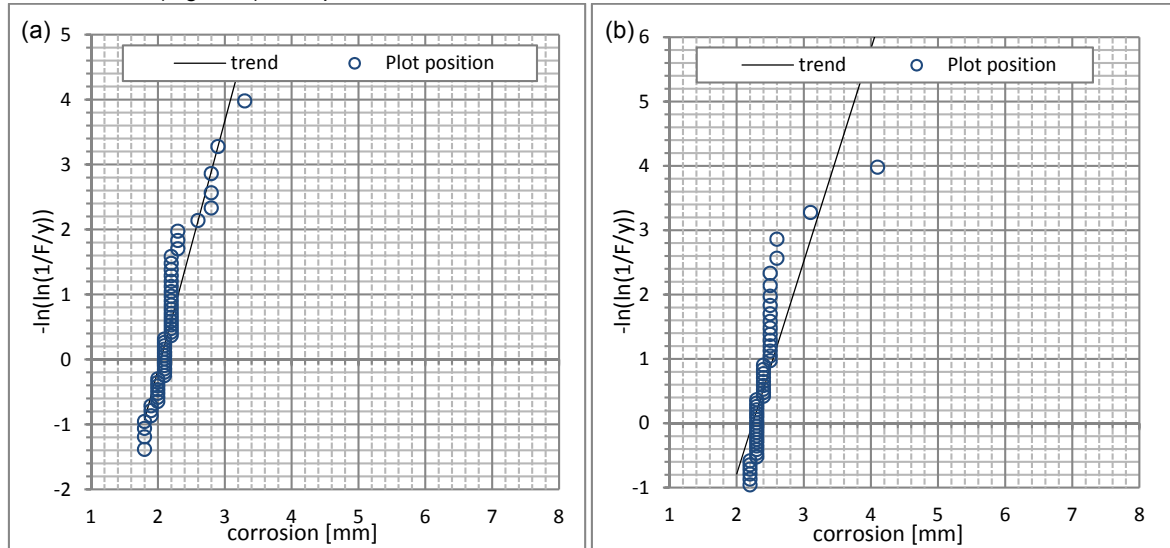 (a)
trend Plot position
5
4
3
2
1
0
-1
-2
-ln(ln(1/F/y))
1 2 3 4 5 6 7 8
corrosion [mm]
(b)
trend Plot position
6
5
4
3
2
1
0
-1
-ln(ln(1/F/y))
1 2 3 4 5 6 7 8
corrosion [mm]